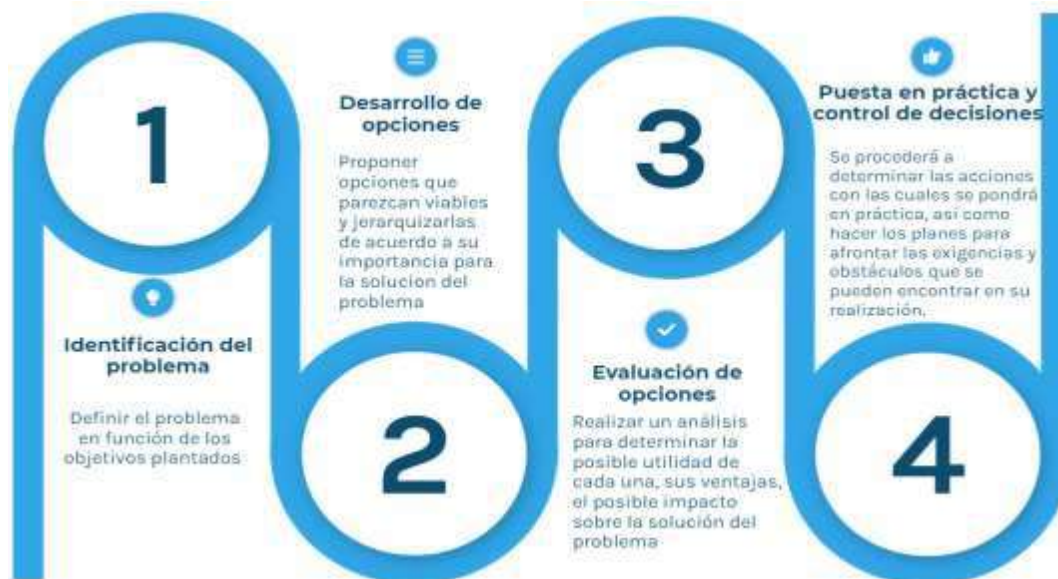 1
Identificación del
problema
Definir el problema
en función de los
objetivos plantados
Desarrollo de
opciones
Proponer
opciones que
parezcan viables
y jerarquizarlas
de acuerdo a su
importancia para
la solucion del
problema
2
3
Evaluación de
opciones
Realizar un análisis
para determinar la
posible utilidad de
cada una, sus ventajas,
el posible impacto
sobre la solución del
problema
Puesta en práctica y
control de decisiones
Se procederá a
determinar las acciones
con las cuales se pondrá
en práctica, así como
hacer los planes para
afrontar las exigencias y
obstáculos que se
pueden encontrar en su
realización.
4